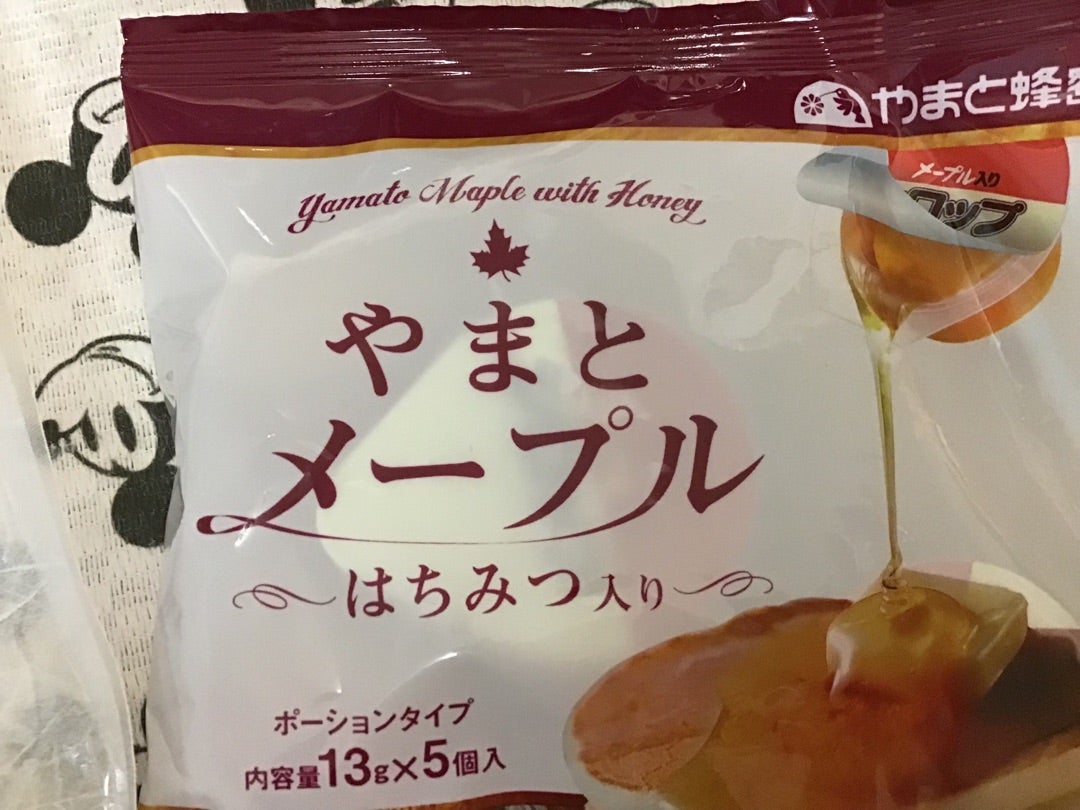 やまと蜂
Yamato Maple with Honey
メープル入り
ロップ
やまと
メープル
〜はちみつ入り〜
ポーションタイプ
内容量13g×5個入